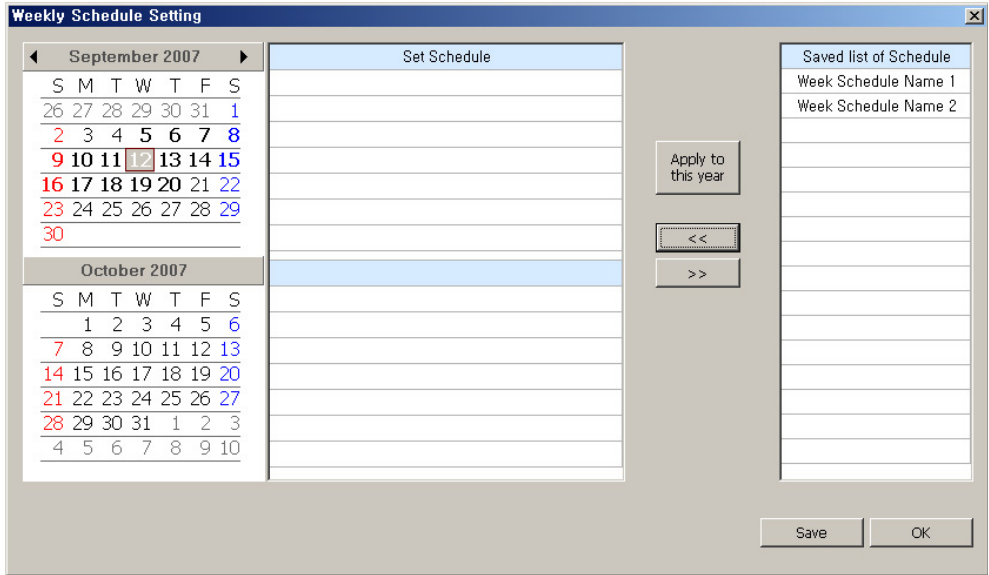 Weekly Schedule Setting
September 2007
S M T W T F S
26 27 28 29 30 31 1
2 3 4 5 6 7 8
9 10 11 12 13 14 15
16 17 18 19 20 21 22
23 24 25 26 27 28 29
30
October 2007
S M T W T F S
1 2 3 4 5 6
7 8 9 10 11 12 13
14 15 16 17 18 19 20
21 22 23 24 25 26 27
28 29 30 31 1 2 3
4 5 6 7 8 9 10
Set Schedule
Apply to
this year
<<
>>
Saved list of Schedule
Week Schedule Name 1
Week Schedule Name 2
Save
OK